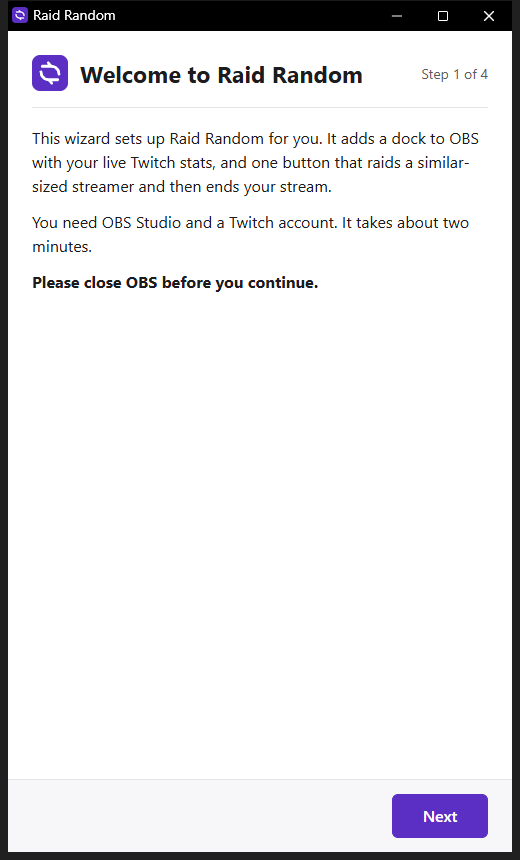 Raid Random
Welcome to Raid Random
Step 1 of 4
This wizard sets up Raid Random for you. It adds a dock to OBS
with your live Twitch stats, and one button that raids a similar-
sized streamer and then ends your stream.
You need OBS Studio and a Twitch account. It takes about two
minutes.
Please close OBS before you continue.
Next